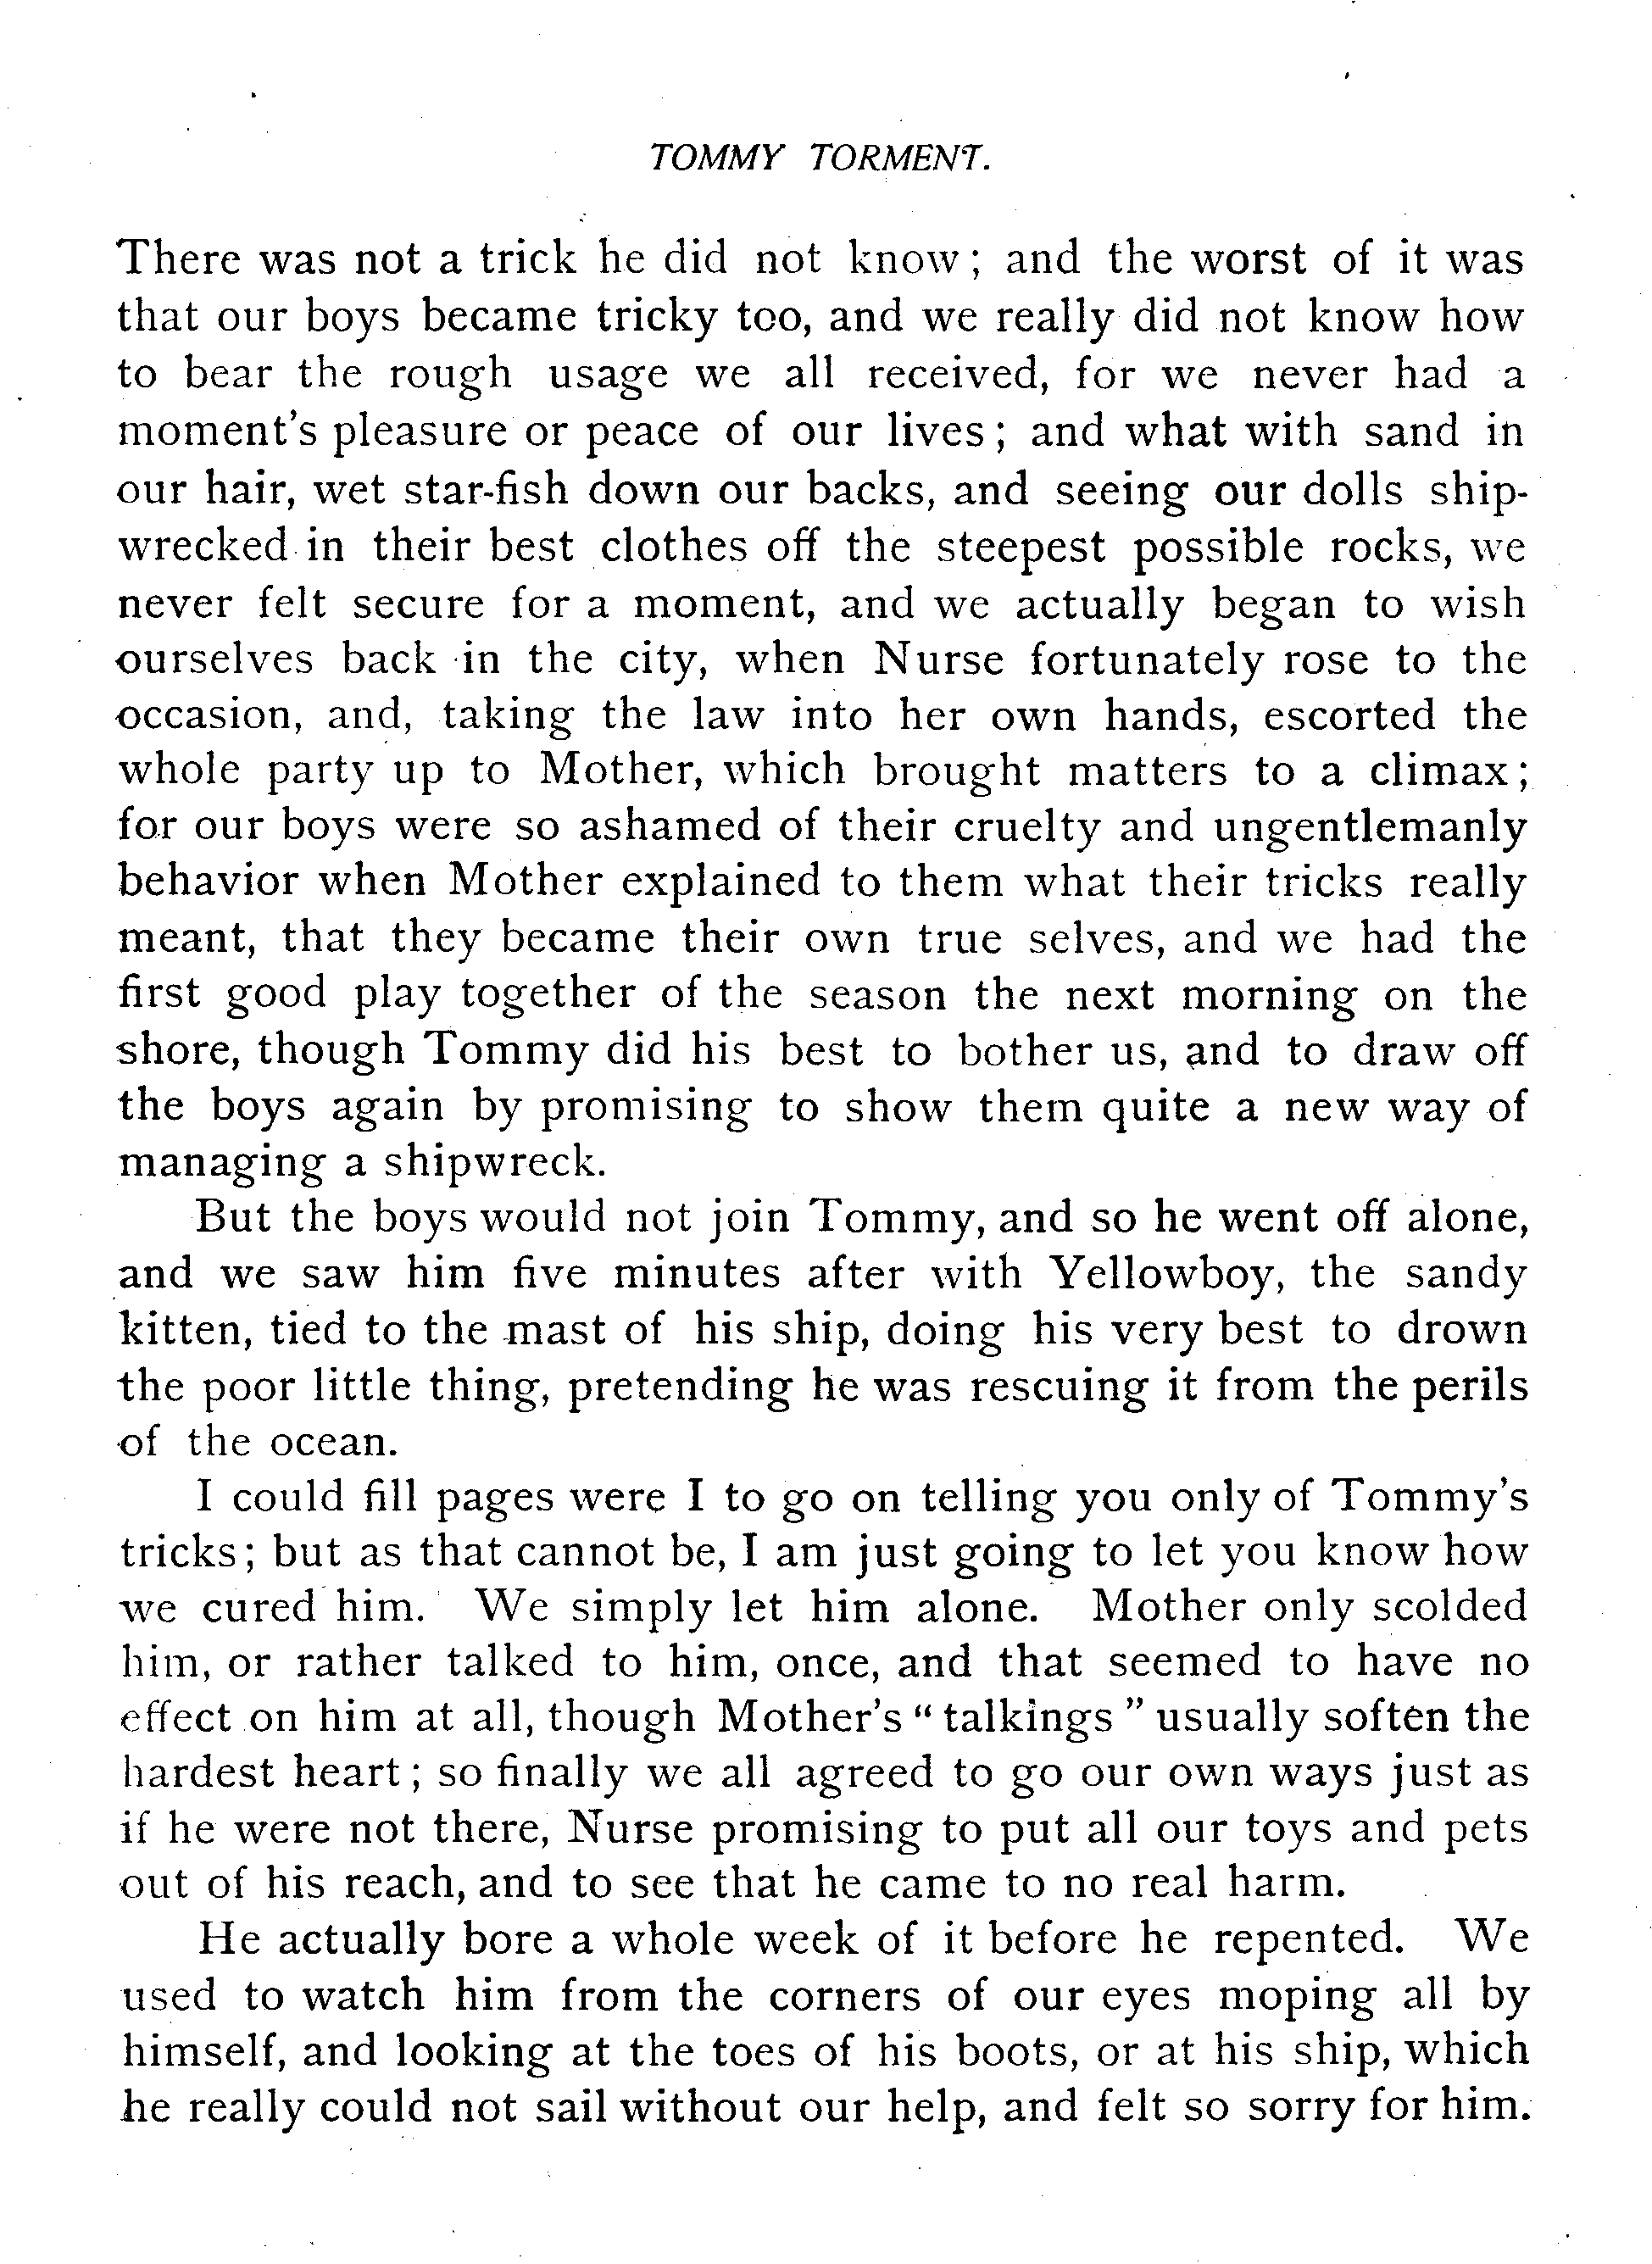 TOMMY TORMENT.
There was not a trick he did not know; and the worst of it was
that our boys became tricky too, and we really did not know how
to bear the rough usage we all received, for we never had a
moment's pleasure or peace of our lives; and what with sand in
our hair, wet star-fish down our backs, and seeing our dolls ship-
wrecked in their best clothes off the steepest possible rocks, we
never felt secure for a moment, and we actually began to wish
ourselves back in the city, when Nurse fortunately rose to the
occasion, and, taking the law into her own hands, escorted the
whole party up to Mother, which brought matters to a climax;
for our boys were so ashamed of their cruelty and ungentlemanly
behavior when Mother explained to them what their tricks really
meant, that they became their own true selves, and we had the
first good play together of the season the next morning on the
shore, though Tommy did his best to bother us, and to draw off
the boys again by promising to show them quite a new way of
managing a shipwreck.
But the boys would not join Tommy, and so he went off alone,
and we saw him five minutes after with Yellowboy, the sandy
kitten, tied to the mast of his ship, doing his very best to drown
the poor little thing, pretending he was rescuing it from the perils
of the ocean.
I could fill pages were I to go on telling you only of Tommy's
tricks; but as that cannot be, I am just going to let you know how
we cured him. We simply let him alone. Mother only scolded
him, or rather talked to him, once, and that seemed to have no
effect on him at all, though Mother's “ talkings ” usually soften the
hardest heart; so finally we all agreed to go our own ways just as
if he were not there, Nurse promising to put all our toys and pets
out of his reach, and to see that he came to no real harm.
He actually bore a whole week of it before he repented. We
used to watch him from the corners of our eyes moping all by
himself, and looking at the toes of his boots, or at his ship, which
he really could not sail without our help, and felt so sorry for him.